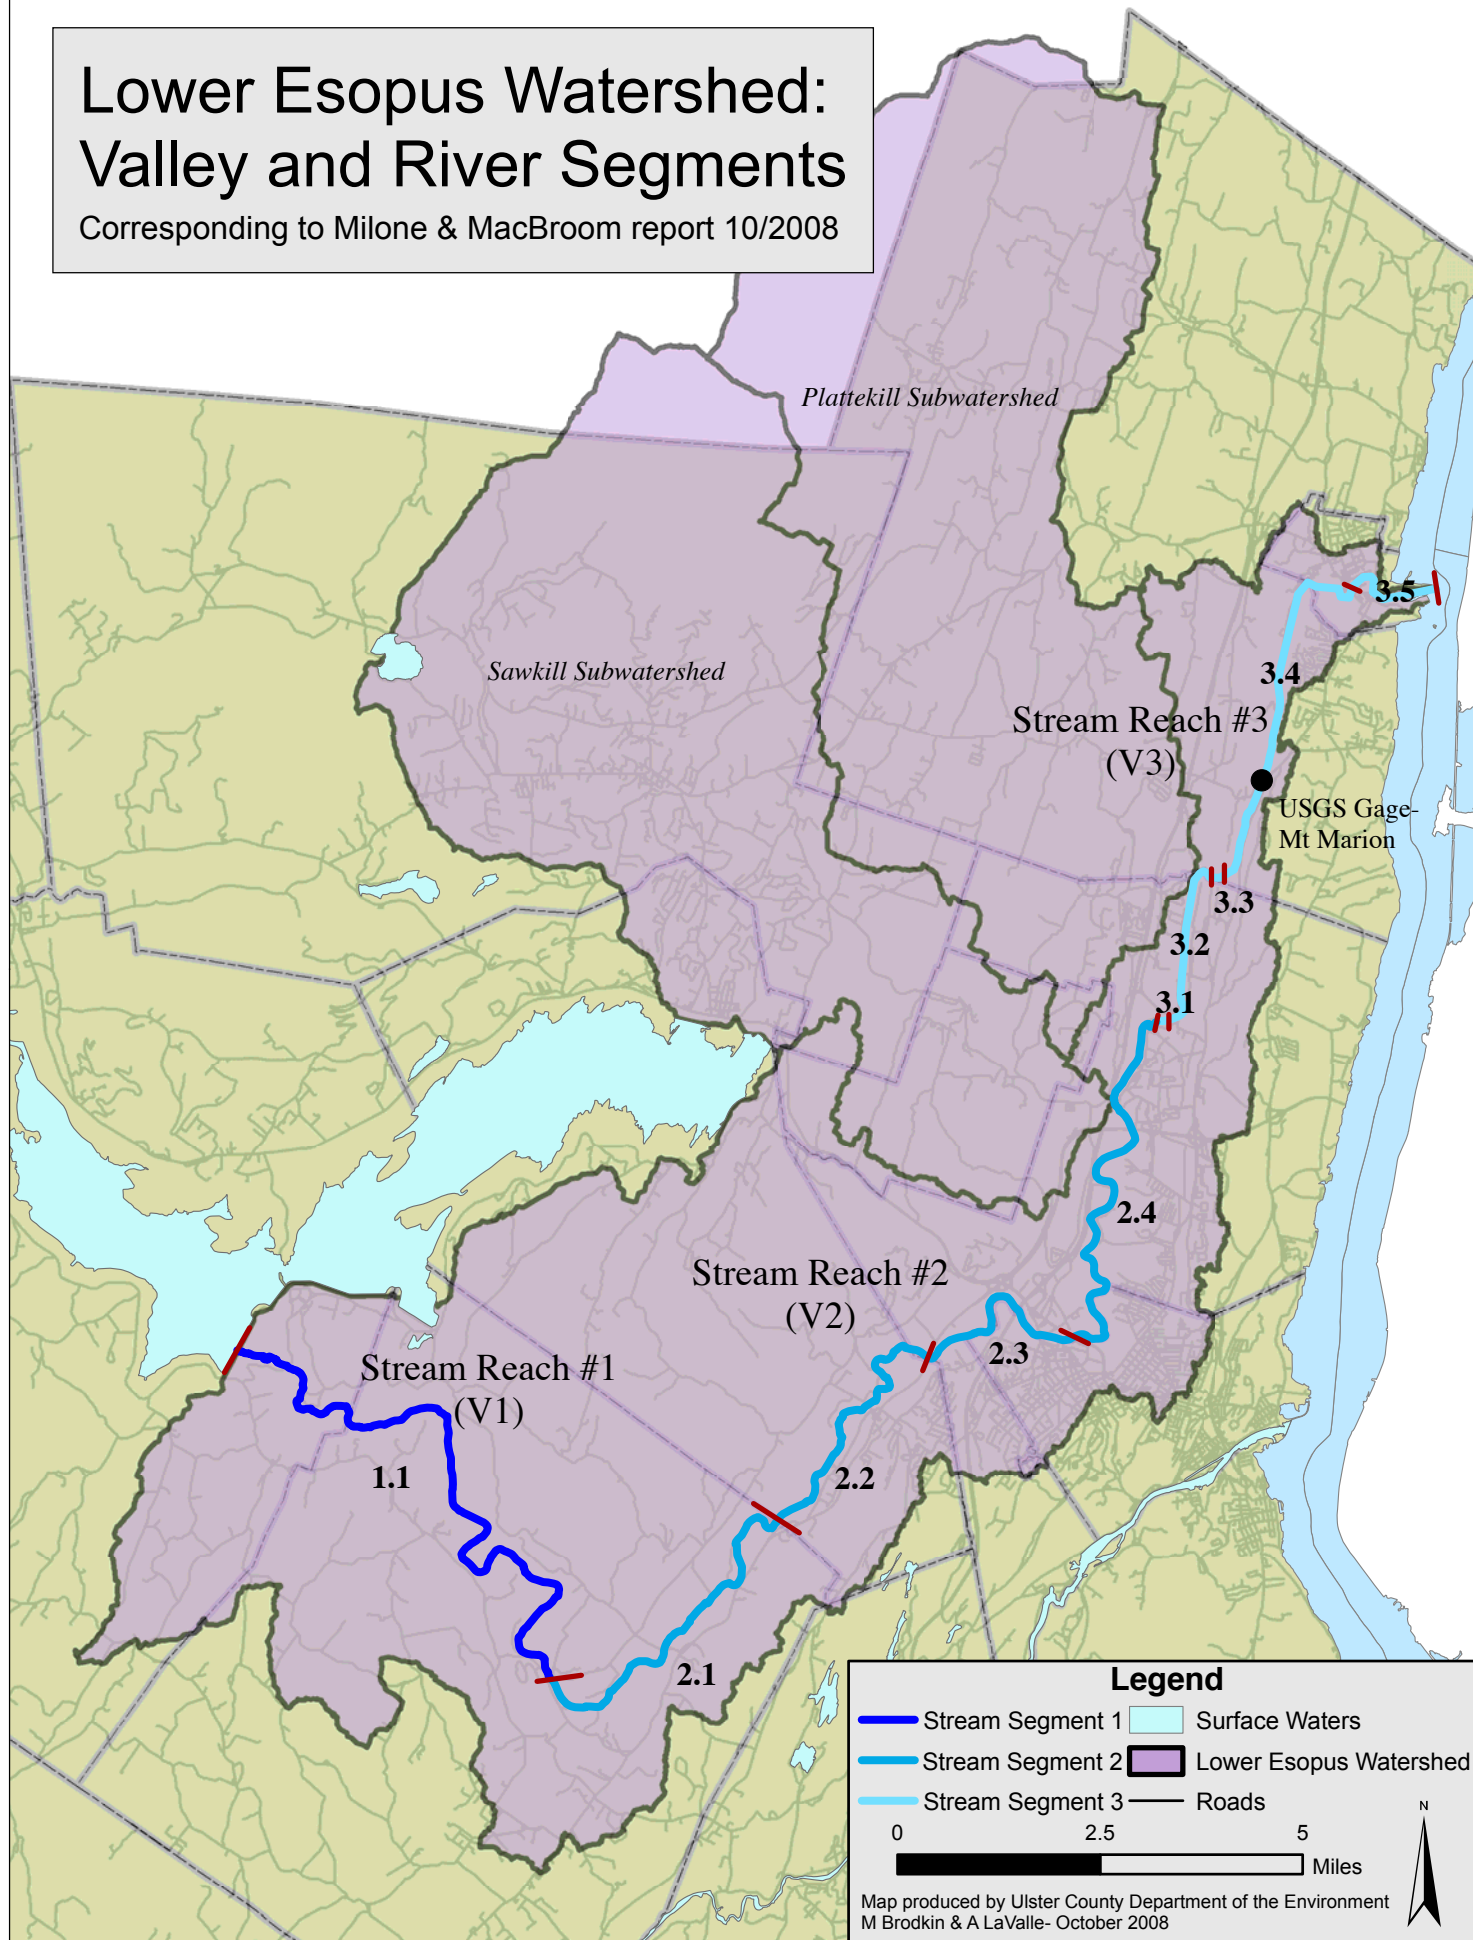 Lower Esopus Watershed:
Valley and River Segments
Corresponding to Milone & MacBroom report 10/2008
Plattekill Subwatershed
3.5
Sawkill Subwatershed
3.4
Stream Reach #3
(V3)
USGS Gage-
Mt Marion
3.3
3.2
3.1
2.4
Stream Reach #2
(V2)
2.3
Stream Reach #1
(V1)
1.1
2.2
2.1
Legend
Stream Segment 1
Surface Waters
Stream Segment 2
Lower Esopus Watershed
Stream Segment 3
Roads
N
0 2.5 5
Miles
Map produced by Ulster County Department of the Environment
M Brodkin & A LaValle- October 2008